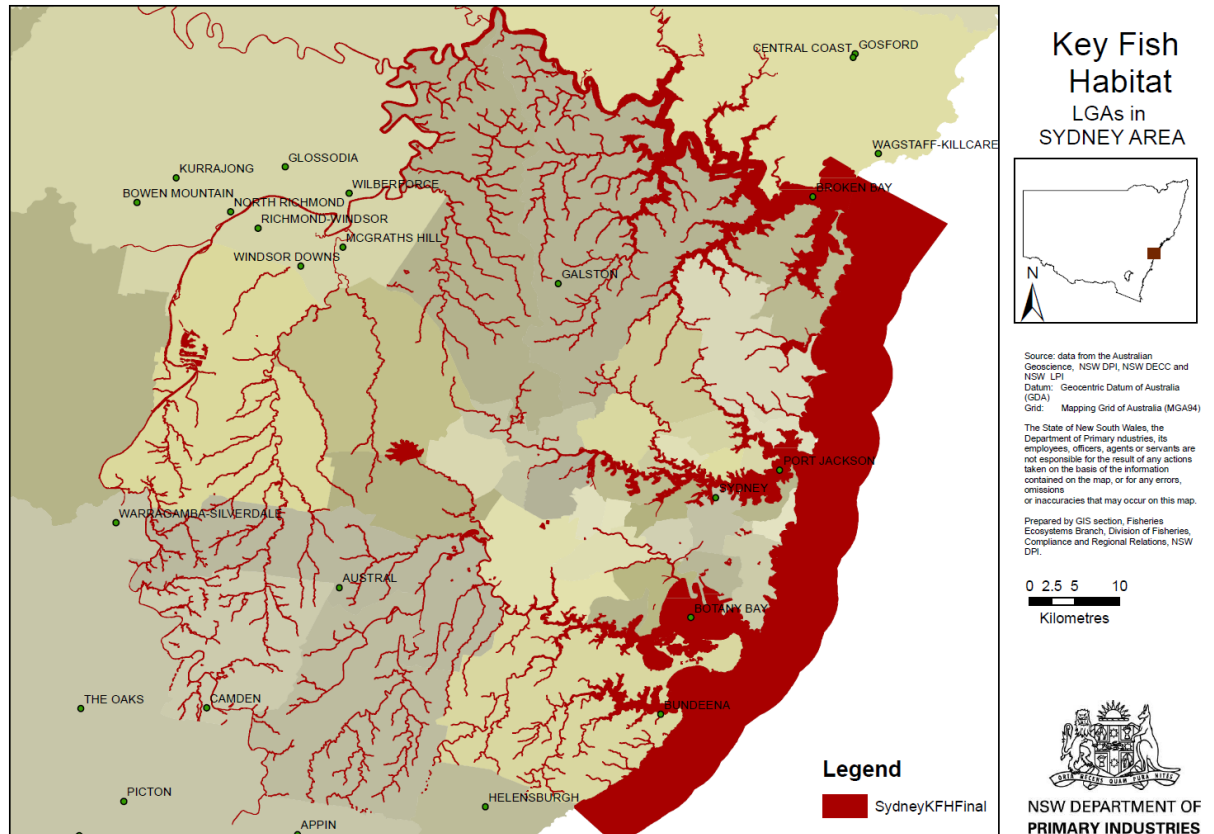 CENTRAL COAST
GOSFORD
WAGSTAFF-KILLCARE
GLOSSODIA
KURRAJONG
BOWEN MOUNTAIN
WILBERFORCE
BROKEN BAY
NORTH RICHMOND
RICHMOND-WINDSOR
MCGRATHS HILL
WINDSOR DOWNS
GALSTON
PORT JACKSON
SYDNEY
WARRAGAMBA-SILVERDALE
AUSTRAL
BOTANY BAY
THE OAKS
CAMDEN
BUNDEENA
PICTON
HELENSBURGH
APPIN
Legend
SydneyKFHFinal
Key Fish
Habitat
LGAs in
SYDNEY AREA
N
Source: data from the Australian
Geoscience, NSW DPI, NSW DECC and
NSW LPI
Datum: Geocentric Datum of Australia
(GDA)
Grid: Mapping Grid of Australia (MGA94)
The State of New South Wales, the
Department of Primary ndustries, its
employees, officers, agents or servants are
not esponsible for the result of any actions
taken on the basis of the information
contained on the map, or for any errors,
omissions
or inaccuracies that may occur on this map.
Prepared by GIS section, Fisheries
Ecosystems Branch, Division of Fisheries,
Compliance and Regional Relations, NSW
DPI.
0 2.5 5 10
Kilometres
ORTA RECENS QUAM PURA NITES
NSW DEPARTMENT OF
PRIMARY INDUSTRIES